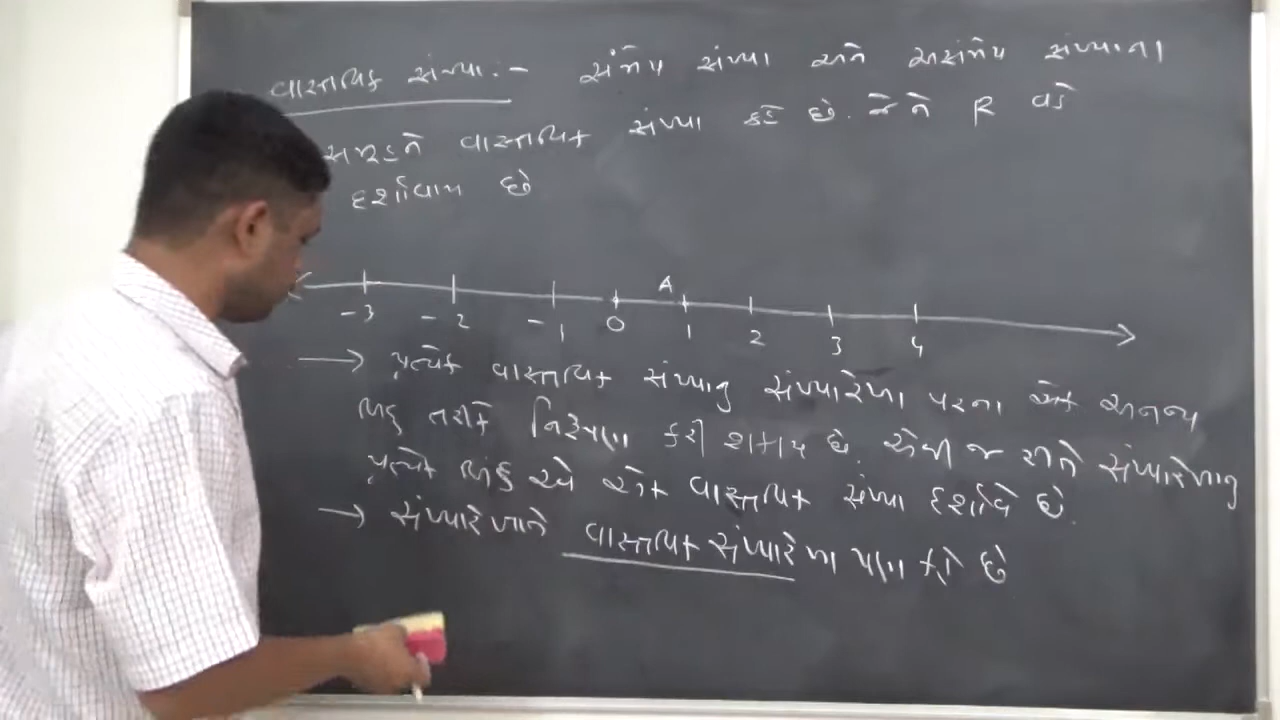 વાસ્તવિક સંખ્યા :- સંમેય સંખ્યા અને અસંમેય સંખ્યાના
સમૂહને વાસ્તવિક સંખ્યા કહે છે. જેને R વડે
દર્શાવાય છે
A
-3 -2 -1 0 1 2 3 4
→ પ્રત્યેક વાસ્તવિક સંખ્યાનું સંખ્યારેખા પરના એક અનન્ય
બિંદુ તરીકે નિરૂપણ કરી શકાય છે. એવી જ રીતે સંખ્યારેખાનું
પ્રત્યેક બિંદુ એ એક વાસ્તવિક સંખ્યા દર્શાવે છે.
→ સંખ્યારેખાને વાસ્તવિક સંખ્યારેખા પણ કહે છે